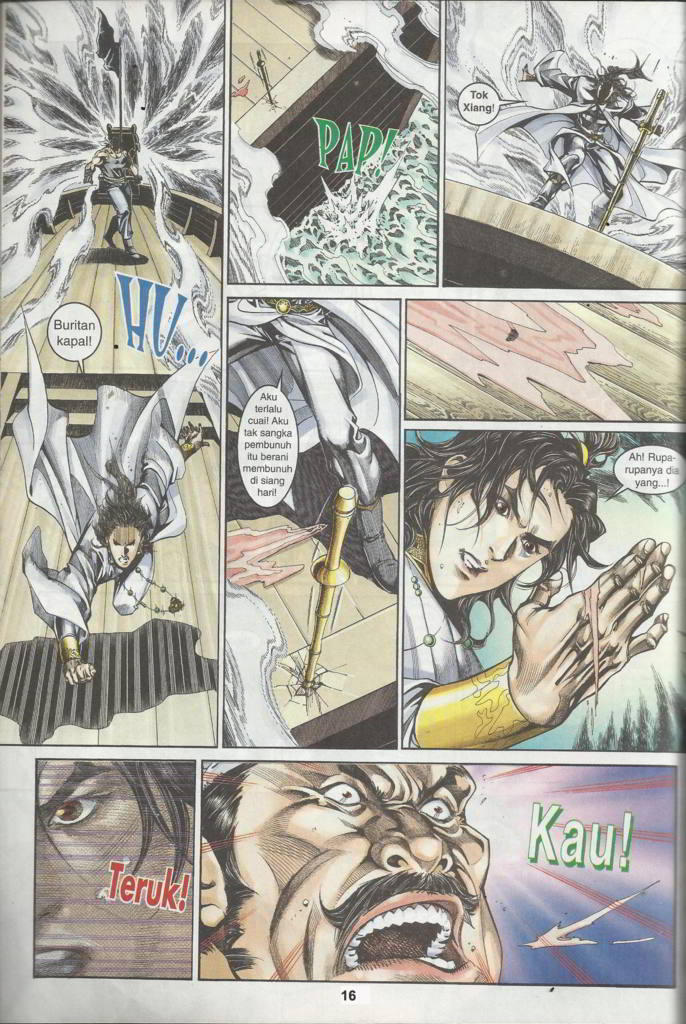 HU...
Buritan
kapal!
PAP!
Tok
Xiang!
Aku
terlalu
cuai! Aku
tak sangka
pembunuh
itu berani
membunuh
di siang
hari!
Ah! Rupa-
rupanya dia
yang...!
Teruk!
Kau!
16